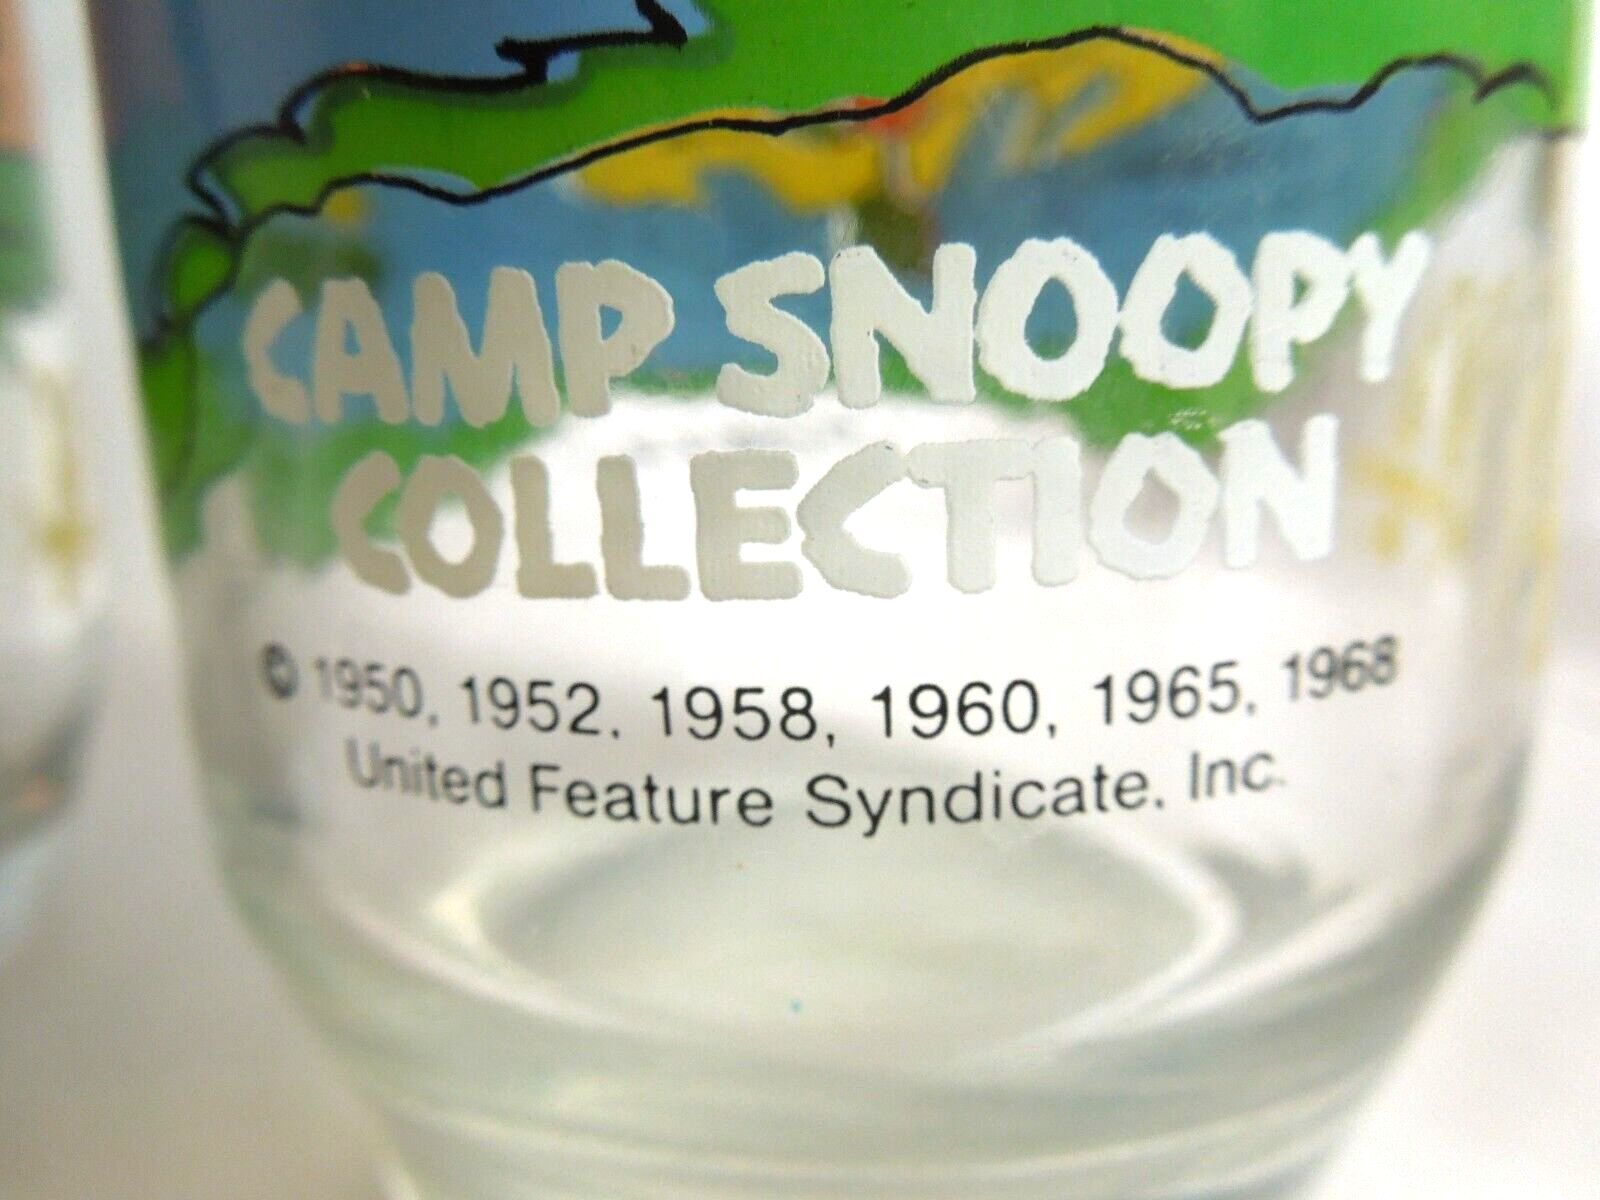 CAMP SNOOPY
COLLECTION
© 1950, 1952, 1958, 1960, 1965, 1968
United Feature Syndicate, Inc.